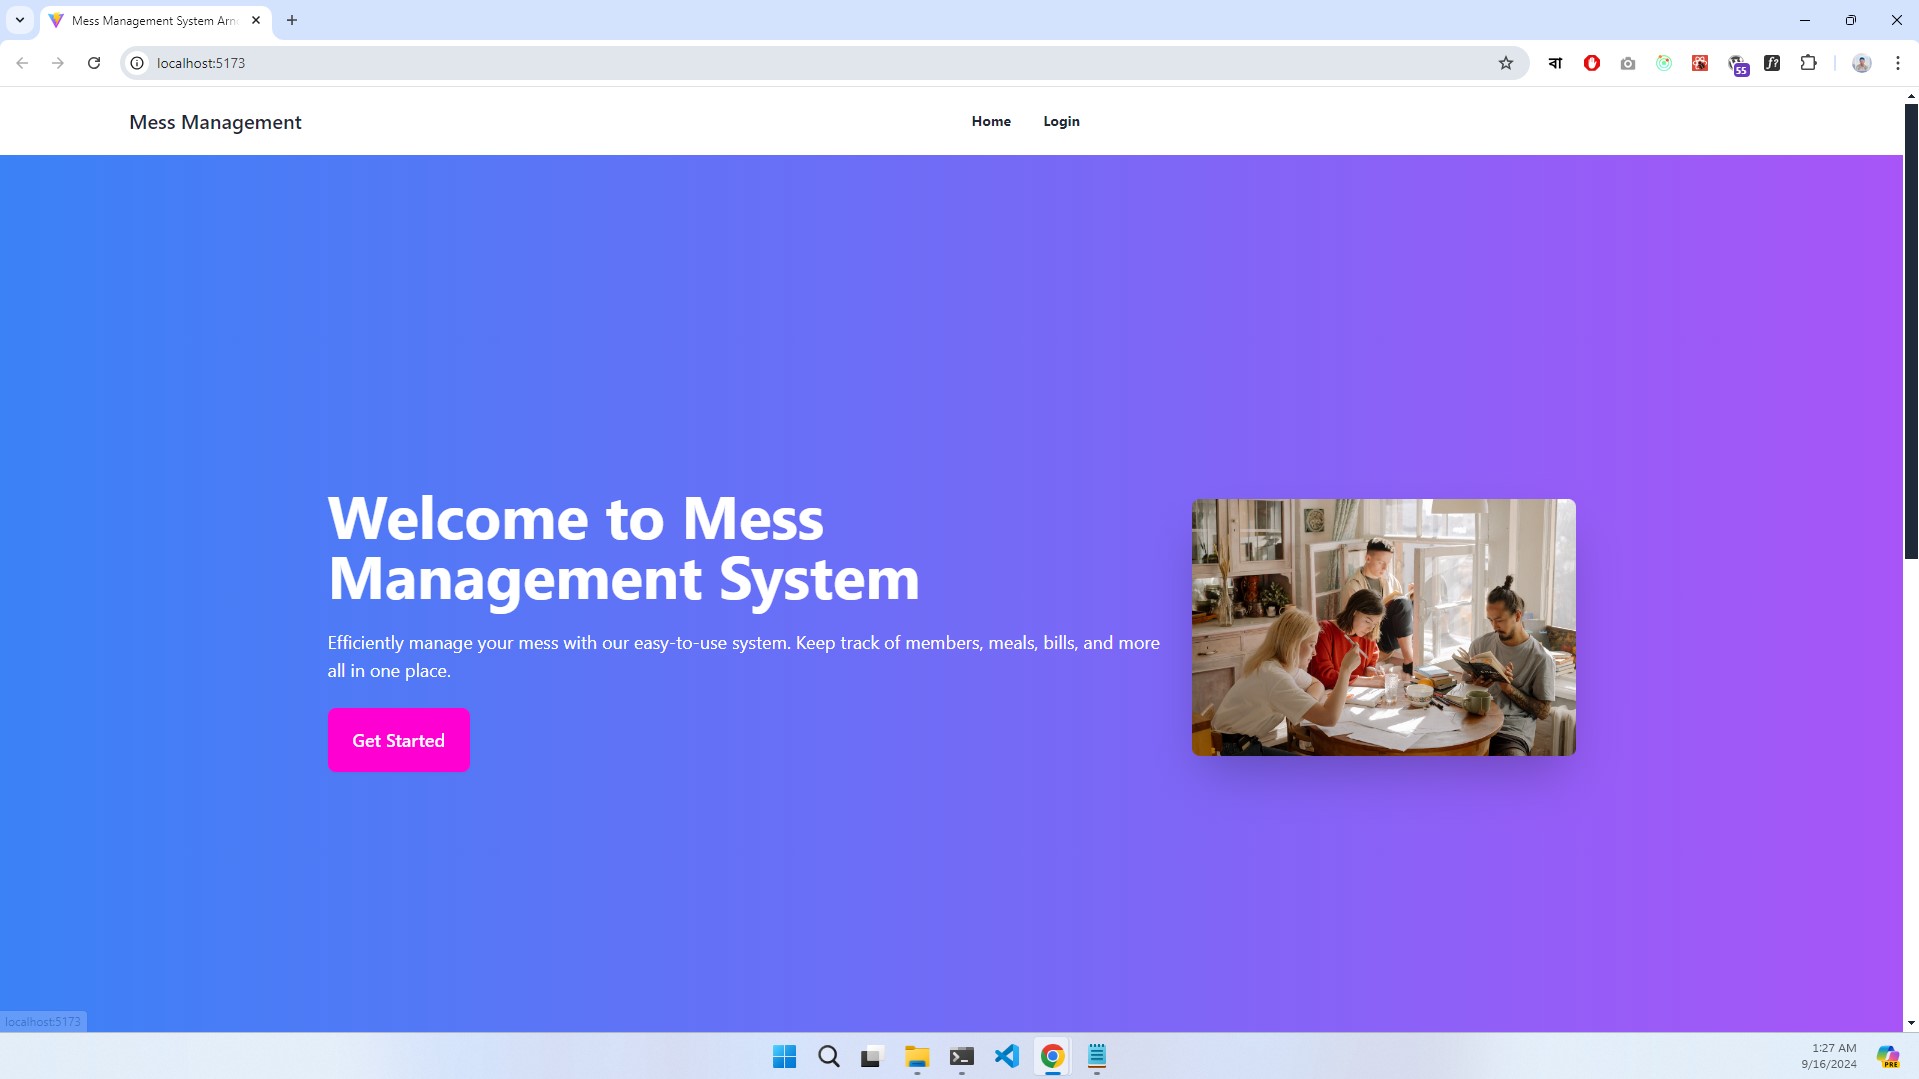 Mess Management System Arn
localhost:5173
বা
55
f?
Mess Management
Home
Login
Welcome to Mess
Management System
Efficiently manage your mess with our easy-to-use system. Keep track of members, meals, bills, and more
all in one place.
Get Started
localhost:5173
1:27 AM
9/16/2024
PRE